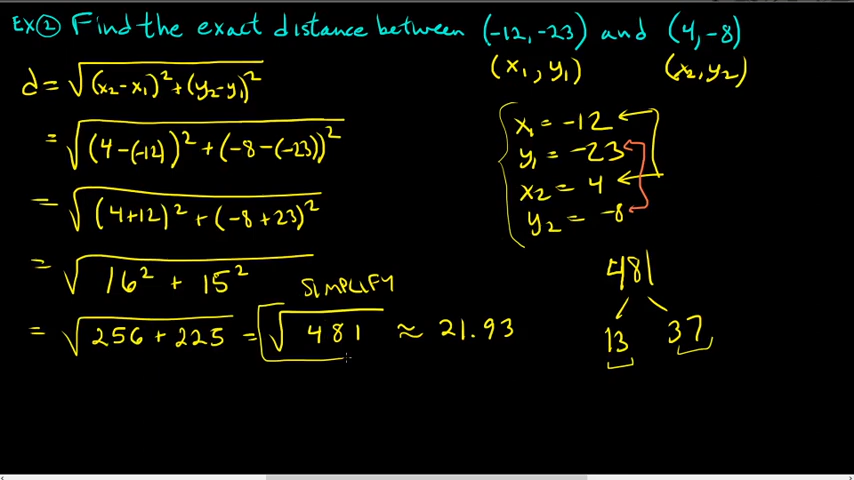 EX② Find the exact distance between (-12,-23) and (4,-8)
(x₁,y₁) (x₂,y₂)
d = √((x₂-x₁)²+(y₂-y₁)²)
= √((4-(-12))²+(-8-(-23))²)
= √((4+12)²+(-8+23)²)
= √(16²+15²)
SIMPLIFY
= √(256+225) = √481 ≈ 21.93
x₁ = -12
y₁ = -23
x₂ = 4
y₂ = -8
481
13 37